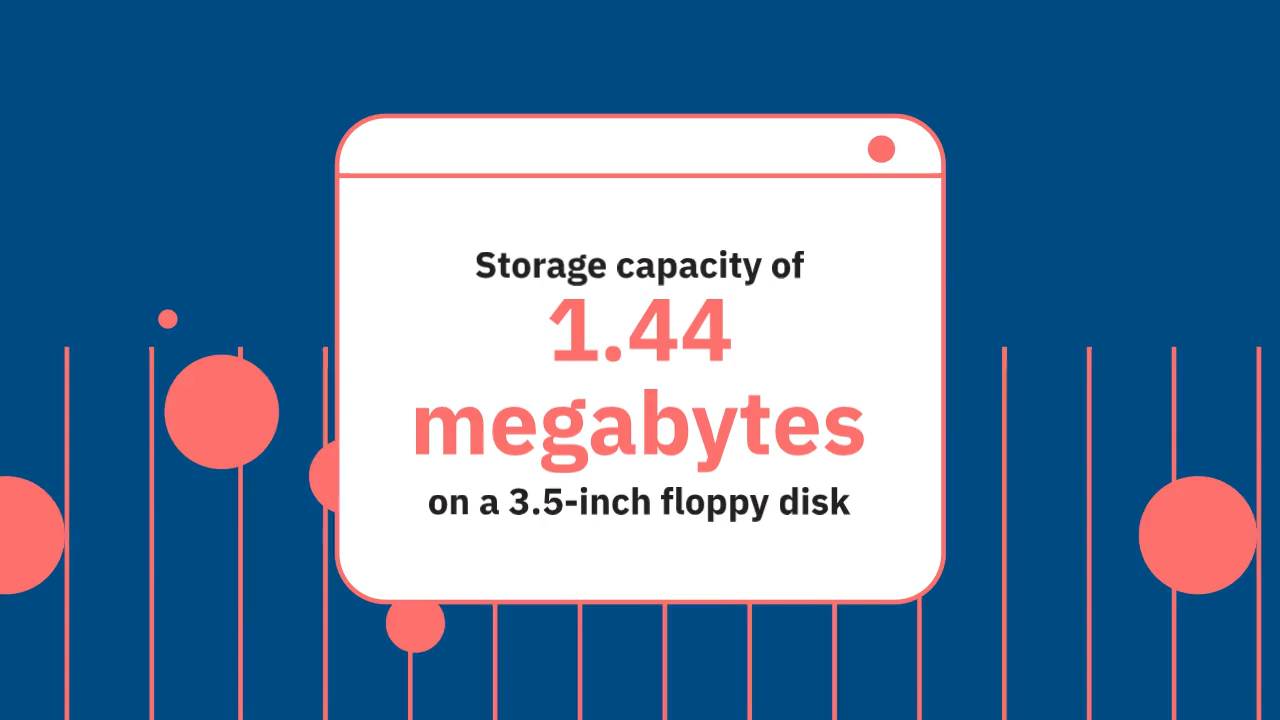 Storage capacity of
1.44
megabytes
on a 3.5-inch floppy disk